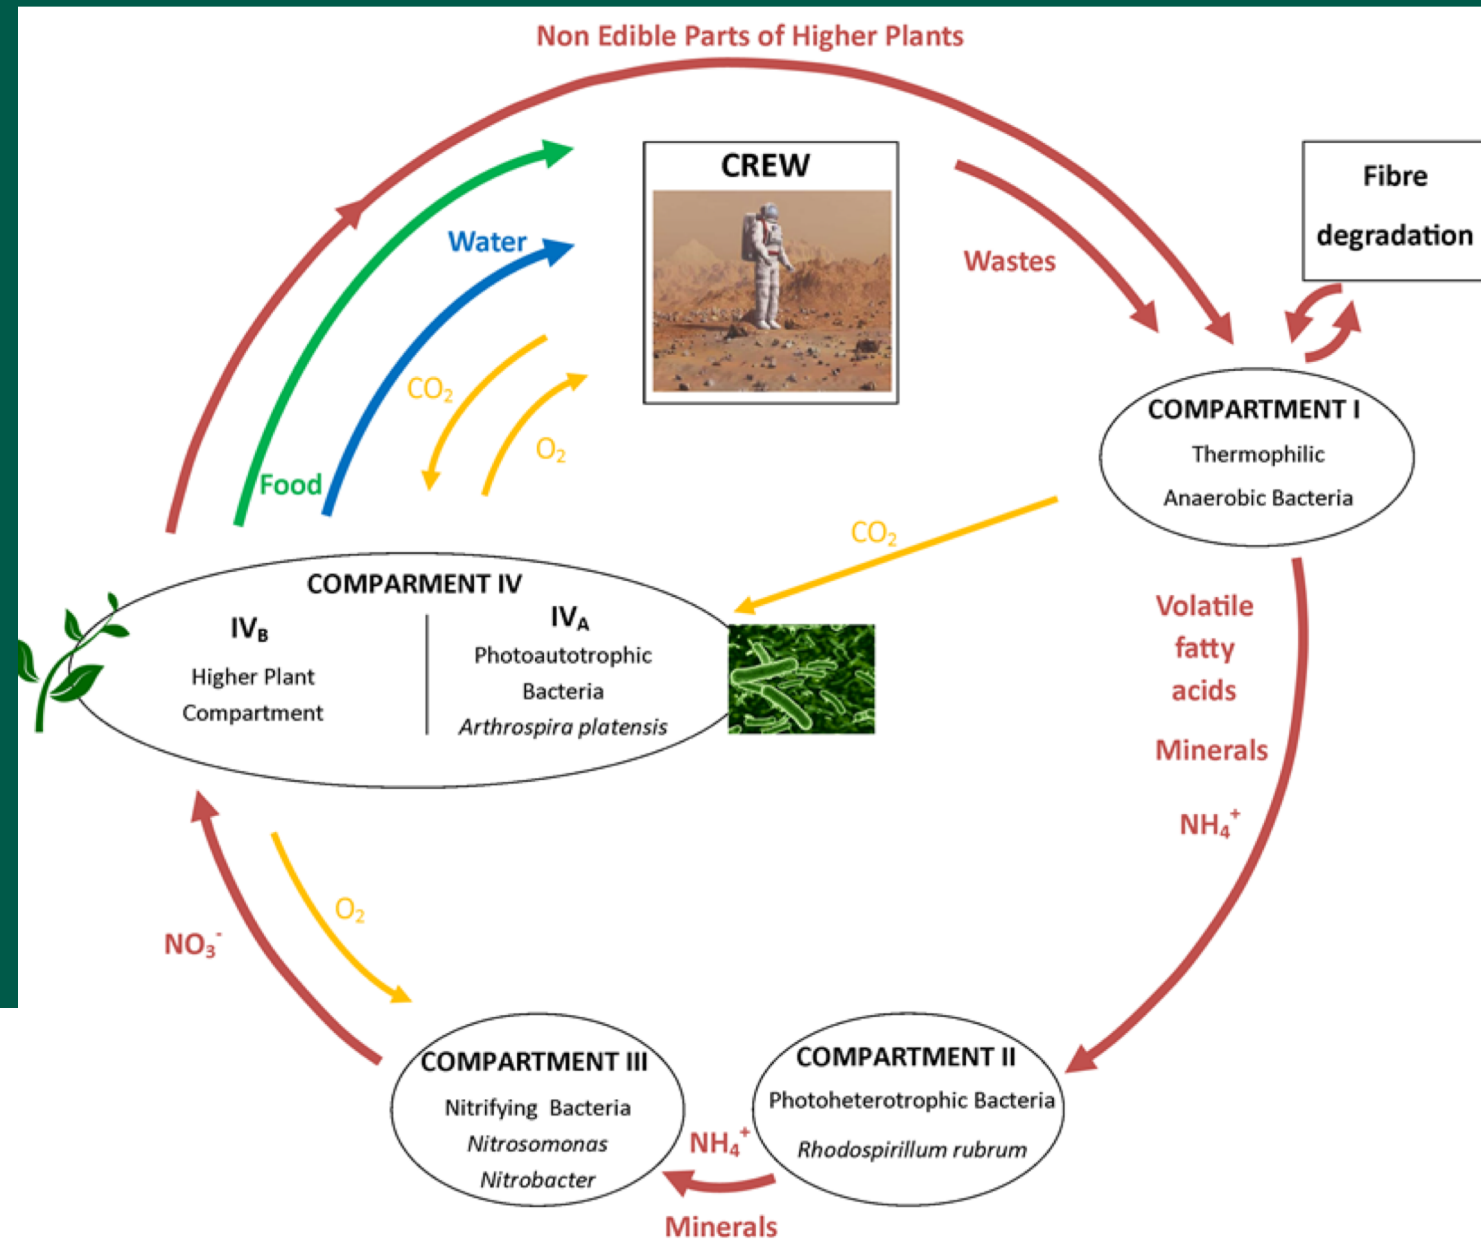 Non Edible Parts of Higher Plants
CREW
Fibre
degradation
Water
Wastes
CO₂
O₂
Food
COMPARTMENT I
Thermophilic
Anaerobic Bacteria
CO₂
COMPARMENT IV
IV_B
Higher Plant
Compartment
IV_A
Photoautotrophic
Bacteria
Arthrospira platensis
Volatile
fatty
acids
Minerals
NH₄⁺
O₂
NO₃⁻
COMPARTMENT III
Nitrifying Bacteria
Nitrosomonas
Nitrobacter
COMPARTMENT II
Photoheterotrophic Bacteria
Rhodospirillum rubrum
NH₄⁺
Minerals